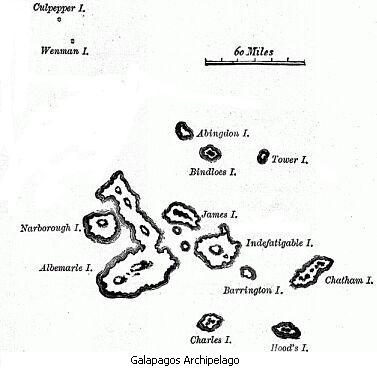 Culpepper I.
Wenman I.
60 Miles
Abingdon I.
Bindloes I.
Tower I.
James I.
Narborough I.
Indefatigable I.
Albemarle I.
Barrington I.
Chatham I.
Charles I.
Hood's I.
Galapagos Archipelago